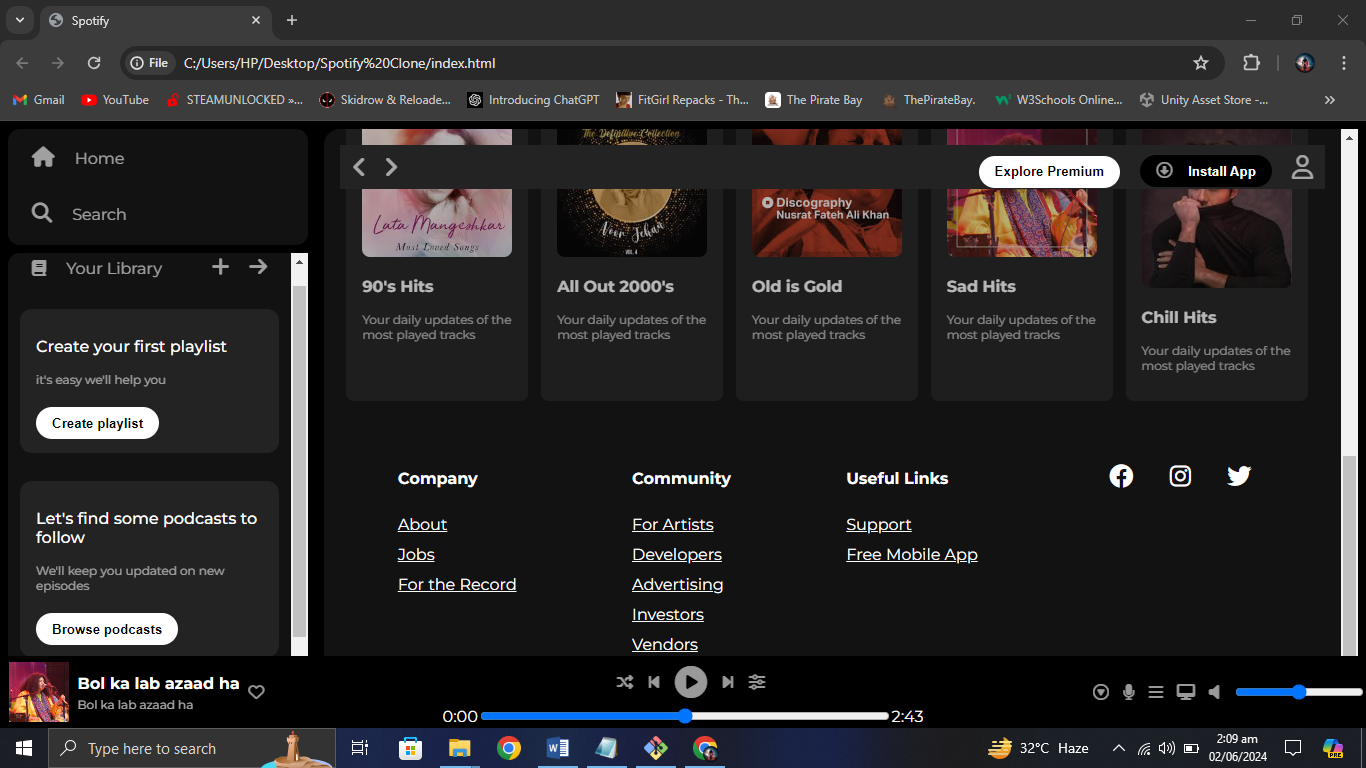 Spotify
File
C:/Users/HP/Desktop/Spotify%20Clone/index.html
Gmail
YouTube
STEAMUNLOCKED »...
Skidrow & Reloade...
Introducing ChatGPT
FitGirl Repacks - Th...
The Pirate Bay
ThePirateBay.
W3Schools Online...
Unity Asset Store -...
Home
Search
Your Library
Create your first playlist
it's easy we'll help you
Create playlist
Let's find some podcasts to
follow
We'll keep you updated on new
episodes
Browse podcasts
Explore Premium
Install App
Lata Mangeshkar
Most Loved Songs
The Definitive Collection
Noor Jehan
VOL. 4
Discography
Nusrat Fateh Ali Khan
90's Hits
Your daily updates of the
most played tracks
All Out 2000's
Your daily updates of the
most played tracks
Old is Gold
Your daily updates of the
most played tracks
Sad Hits
Your daily updates of the
most played tracks
Chill Hits
Your daily updates of the
most played tracks
Company
About
Jobs
For the Record
Community
For Artists
Developers
Advertising
Investors
Vendors
Useful Links
Support
Free Mobile App
Bol ka lab azaad ha
Bol ka lab azaad ha
0:00
2:43
Type here to search
32°C Haze
2:09 am
02/06/2024
PRE